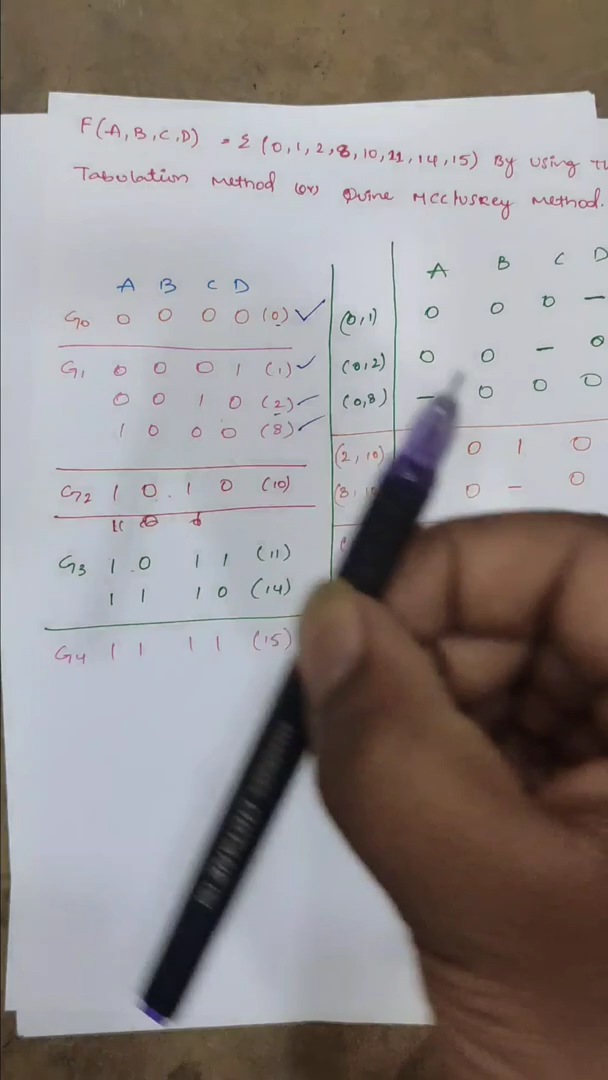 F(A,B,C,D) = Σ (0,1,2,8,10,11,14,15) By using
Tabulation Method (or) Quine MCCluskey Method.
A B C D
G0 0 0 0 0 (0) ✓
G1 0 0 0 1 (1) ✓
0 0 1 0 (2) ✓
1 0 0 0 (8) ✓
G2 1 0 1 0 (10)
G3 1 0 1 1 (11)
1 1 1 0 (14)
G4 1 1 1 1 (15)
A B C D
(0,1) 0 0 0 –
(0,2) 0 0 – 0
(0,8) – 0 0 0
(2,10) 0 1 0
(8, 0 – 0